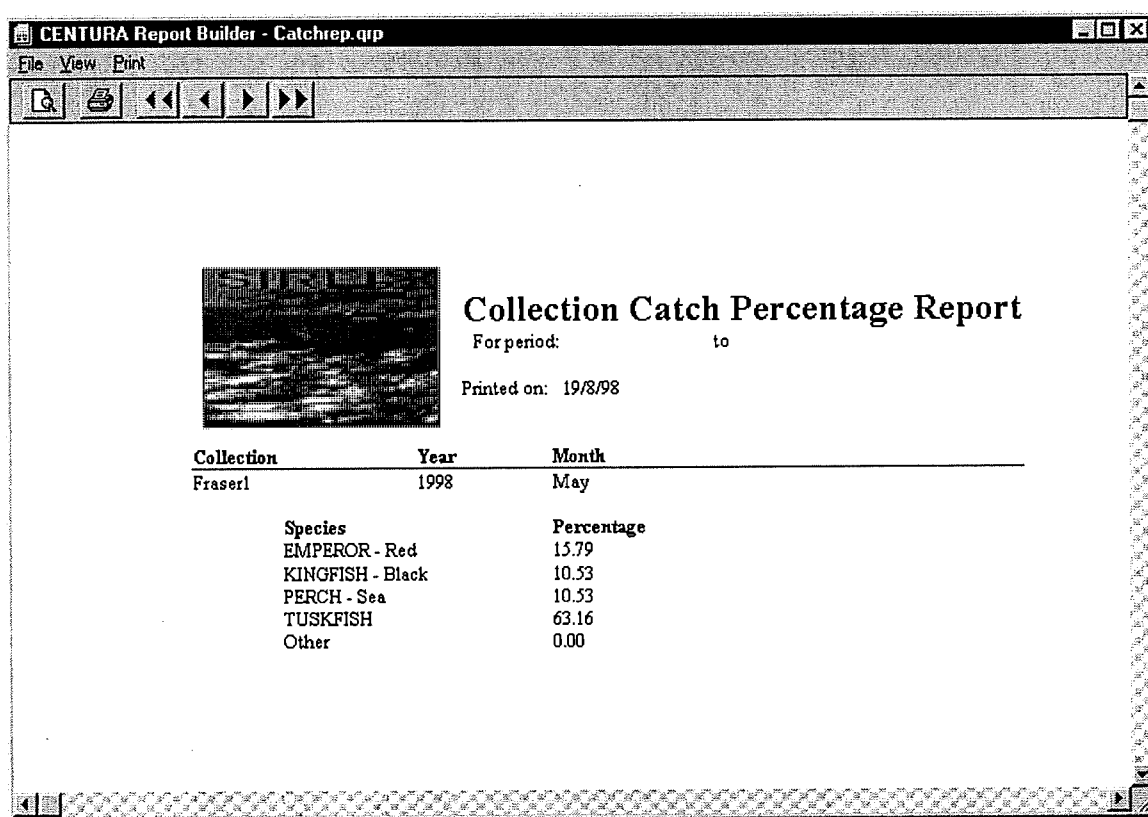 CENTURA Report Builder - Catchrep.qrp
File View Print
Collection Catch Percentage Report
For period: to
Printed on: 19/8/98
Collection Year Month
Fraser1 1998 May
Species Percentage
EMPEROR - Red 15.79
KINGFISH - Black 10.53
PERCH - Sea 10.53
TUSKFISH 63.16
Other 0.00